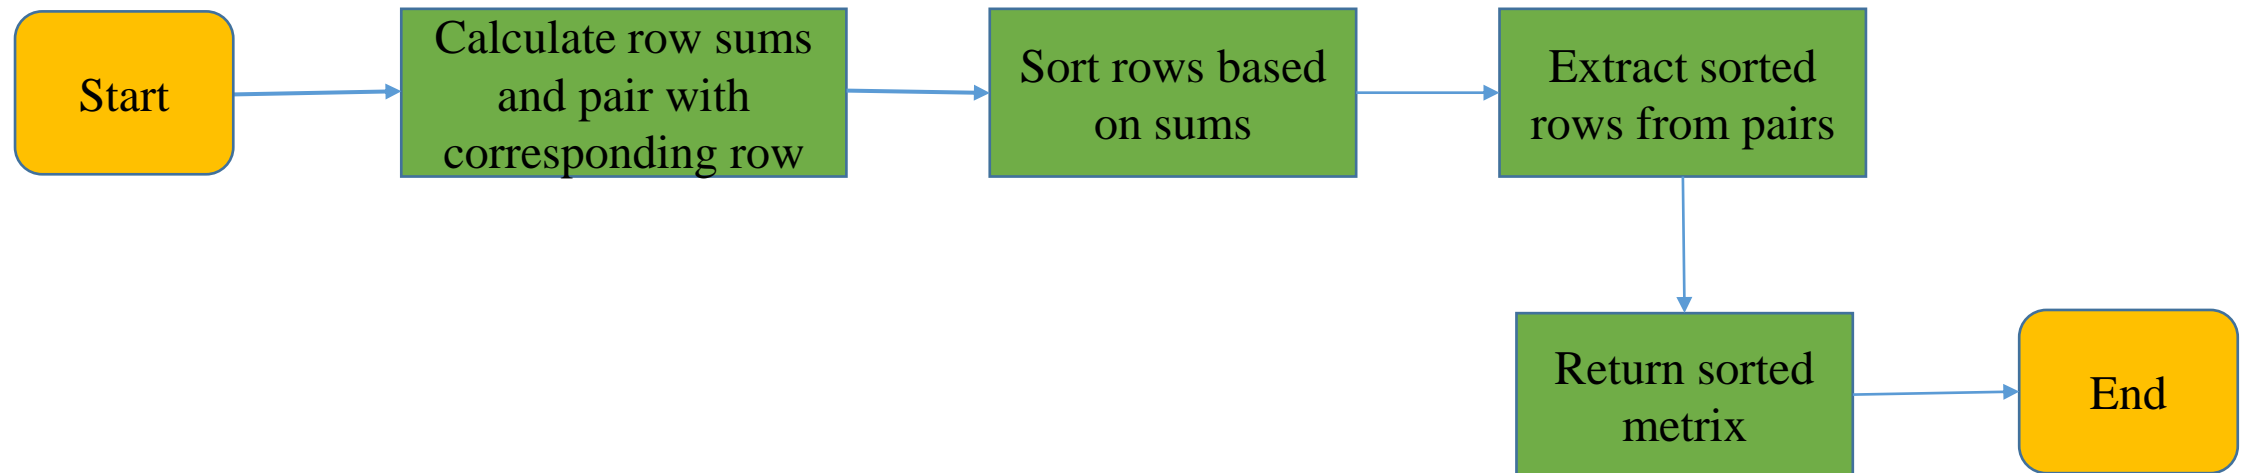 Start
Calculate row sums
and pair with
corresponding row
Sort rows based
on sums
Extract sorted
rows from pairs
Return sorted
metrix
End